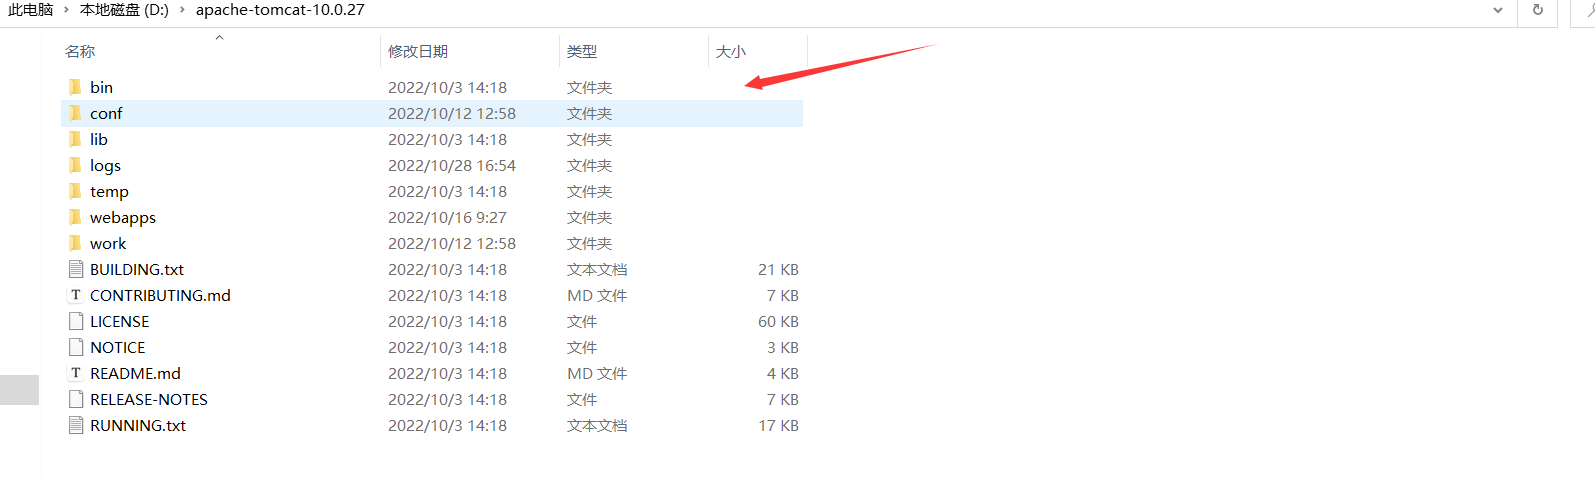 此电脑 › 本地磁盘 (D:) › apache-tomcat-10.0.27
名称 修改日期 类型 大小
bin 2022/10/3 14:18 文件夹
conf 2022/10/12 12:58 文件夹
lib 2022/10/3 14:18 文件夹
logs 2022/10/28 16:54 文件夹
temp 2022/10/3 14:18 文件夹
webapps 2022/10/16 9:27 文件夹
work 2022/10/12 12:58 文件夹
BUILDING.txt 2022/10/3 14:18 文本文档 21 KB
CONTRIBUTING.md 2022/10/3 14:18 MD 文件 7 KB
LICENSE 2022/10/3 14:18 文件 60 KB
NOTICE 2022/10/3 14:18 文件 3 KB
README.md 2022/10/3 14:18 MD 文件 4 KB
RELEASE-NOTES 2022/10/3 14:18 文件 7 KB
RUNNING.txt 2022/10/3 14:18 文本文档 17 KB